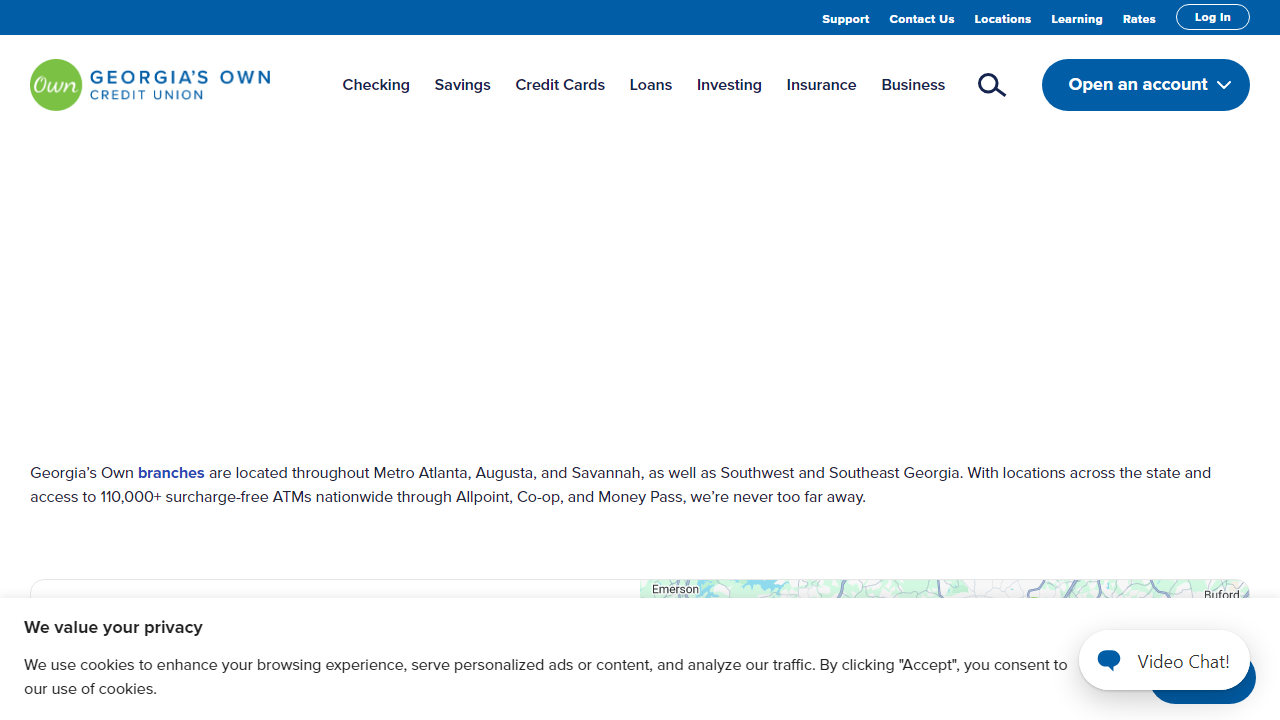 Support Contact Us Locations Learning Rates Log In
Own GEORGIA'S OWN
CREDIT UNION
Checking Savings Credit Cards Loans Investing Insurance Business Open an account
Georgia’s Own branches are located throughout Metro Atlanta, Augusta, and Savannah, as well as Southwest and Southeast Georgia. With locations across the state and
access to 110,000+ surcharge-free ATMs nationwide through Allpoint, Co-op, and Money Pass, we’re never too far away.
Emerson
Buford
We value your privacy
We use cookies to enhance your browsing experience, serve personalized ads or content, and analyze our traffic. By clicking "Accept", you consent to
our use of cookies.
Video Chat!